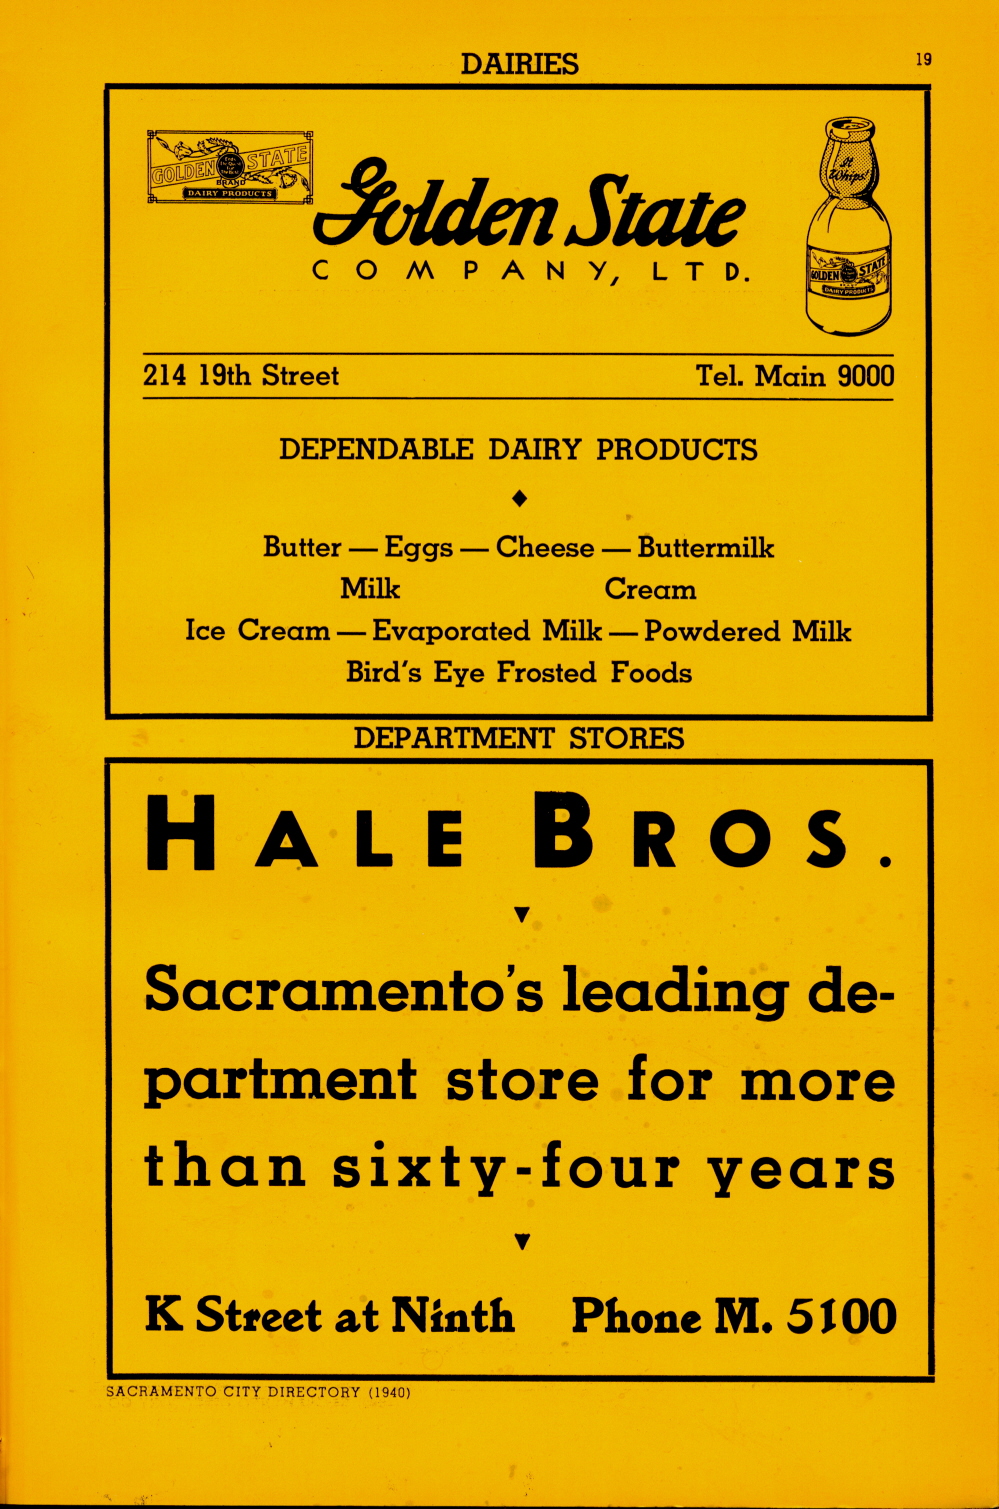 DAIRIES
19
GOLDEN STATE
BRAND
DAIRY PRODUCTS
Golden State
COMPANY, LTD.
It
Whips!
GOLDEN STATE
DAIRY PRODUCTS
214 19th Street Tel. Main 9000
DEPENDABLE DAIRY PRODUCTS
Butter — Eggs — Cheese — Buttermilk
Milk Cream
Ice Cream — Evaporated Milk — Powdered Milk
Bird's Eye Frosted Foods
DEPARTMENT STORES
HALE BROS.
Sacramento's leading de-
partment store for more
than sixty-four years
K Street at Ninth Phone M. 5100
SACRAMENTO CITY DIRECTORY (1940)